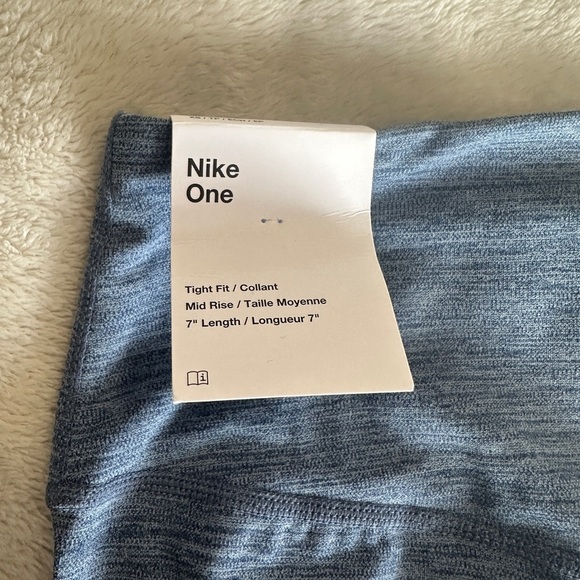 Nike
One
Tight Fit / Collant
Mid Rise / Taille Moyenne
7" Length / Longueur 7"
i